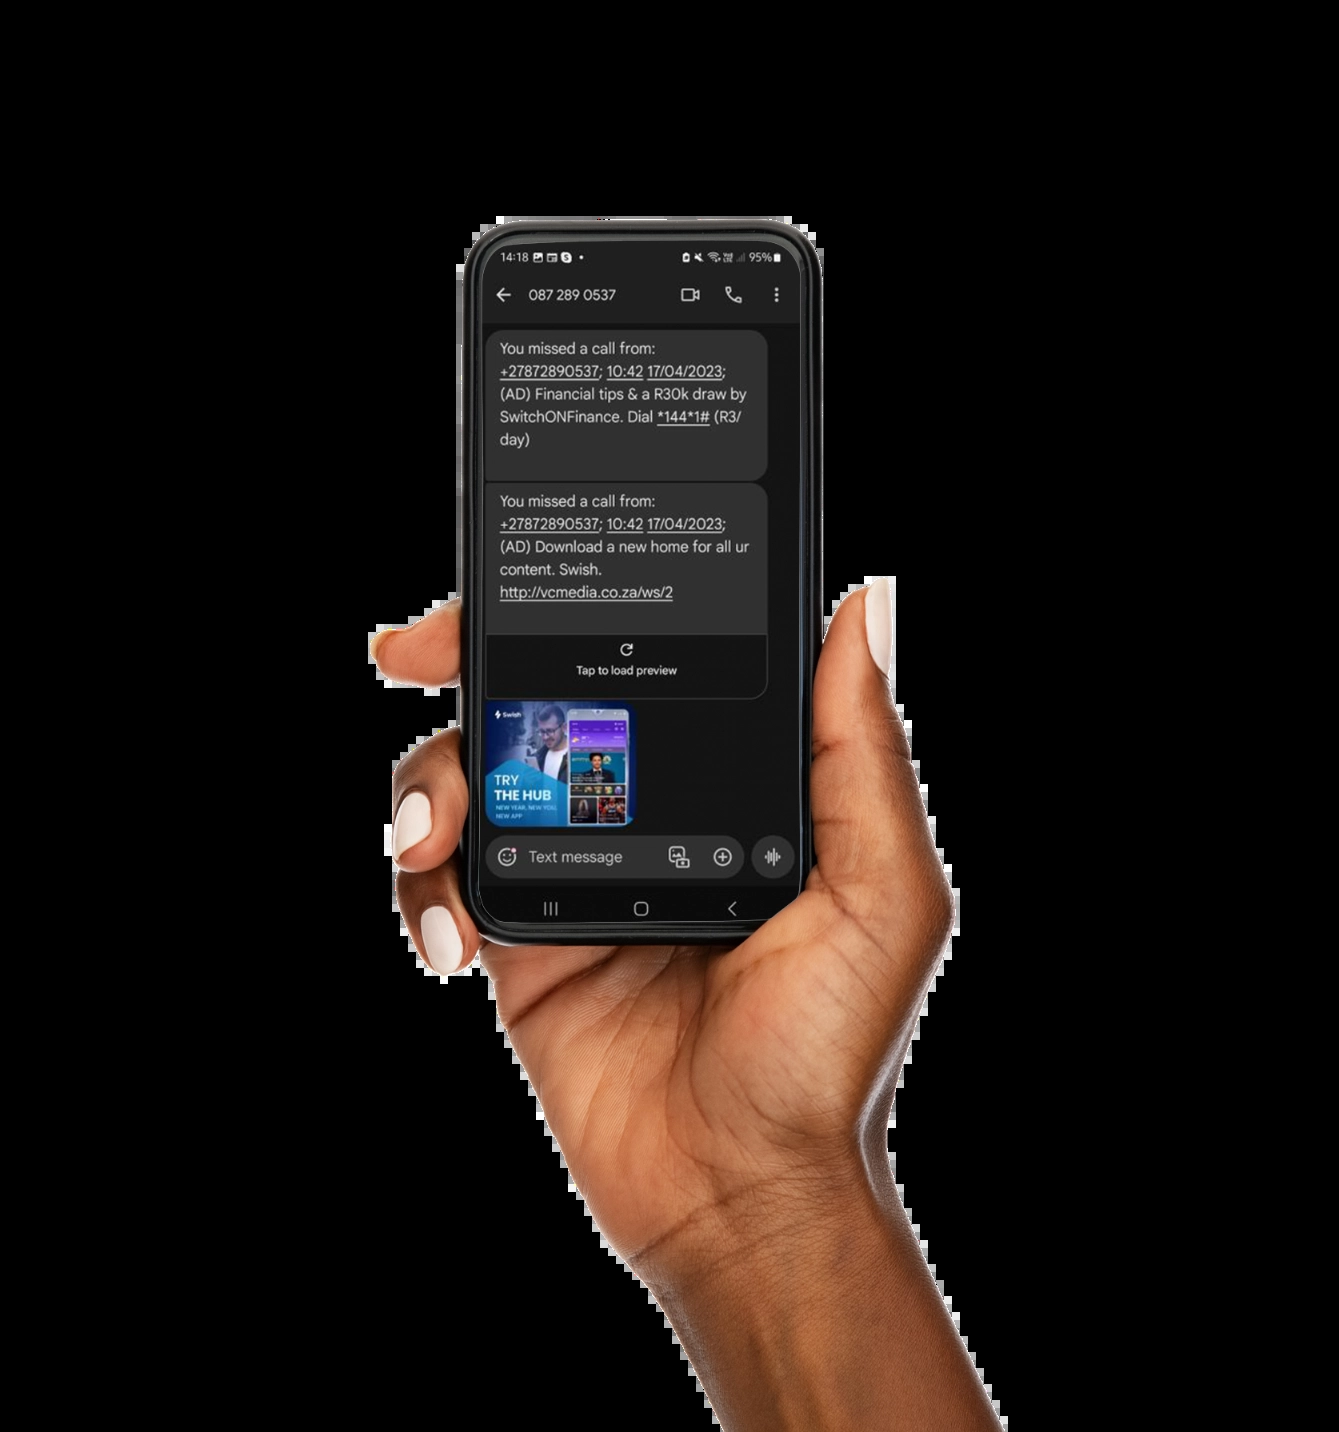 14:18
95%
087 289 0537
You missed a call from:
+27872890537; 10:42 17/04/2023;
(AD) Financial tips & a R30k draw by
SwitchONFinance. Dial *144*1# (R3/
day)
You missed a call from:
+27872890537; 10:42 17/04/2023;
(AD) Download a new home for all ur
content. Swish.
http://vcmedia.co.za/ws/2
Tap to load preview
Swish
TRY
THE HUB
NEW YEAR, NEW YOU,
NEW APP
Text message